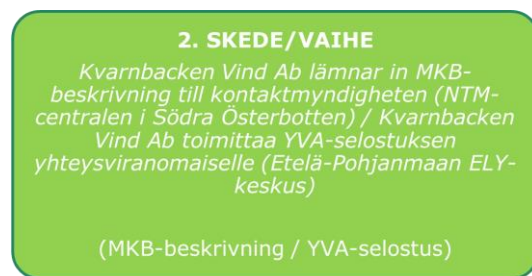 2. SKEDE/VAIHE
Kvarnbacken Vind Ab lämnar in MKB-
beskrivning till kontaktmyndigheten (NTM-
centralen i Södra Österbotten) / Kvarnbacken
Vind Ab toimittaa YVA-selostuksen
yhteysviranomaiselle (Etelä-Pohjanmaan ELY-
keskus)
(MKB-beskrivning / YVA-selostus)